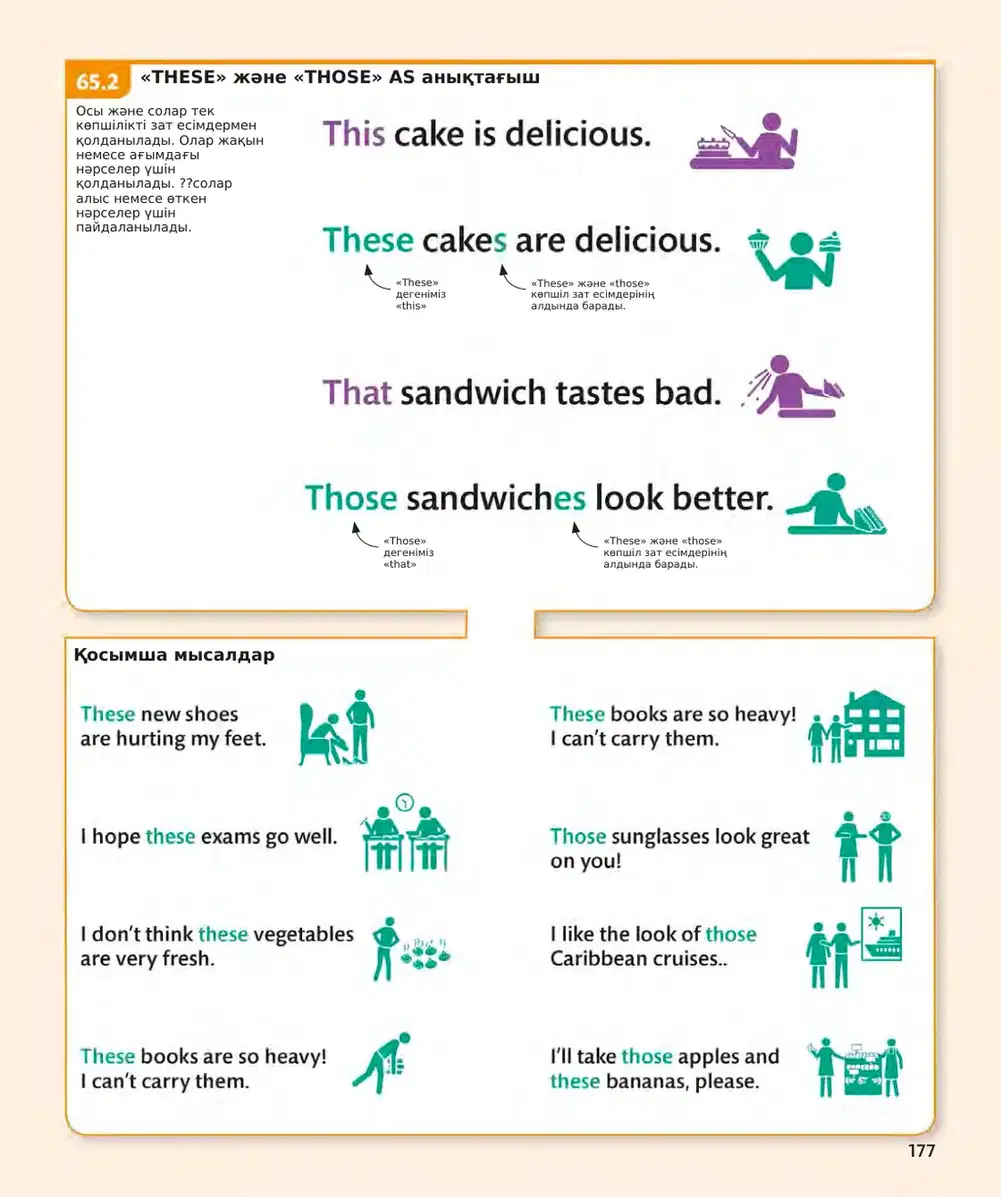 65.2 «THESE» және «THOSE» AS анықтағыш
Осы және солар тек
көпшілікті зат есімдермен
қолданылады. Олар жақын
немесе ағымдағы
нәрселер үшін
қолданылады. ??солар
алыс немесе өткен
нәрселер үшін
пайдаланылады.
This cake is delicious.
These cakes are delicious.
«These»
дегеніміз
«this»
«These» және «those»
көпшіл зат есімдерінің
алдында барады.
That sandwich tastes bad.
Those sandwiches look better.
«Those»
дегеніміз
«that»
«These» және «those»
көпшіл зат есімдерінің
алдында барады.
Қосымша мысалдар
These new shoes
are hurting my feet.
I hope these exams go well.
I don't think these vegetables
are very fresh.
These books are so heavy!
I can't carry them.
These books are so heavy!
I can't carry them.
Those sunglasses look great
on you!
I like the look of those
Caribbean cruises..
I'll take those apples and
these bananas, please.
177